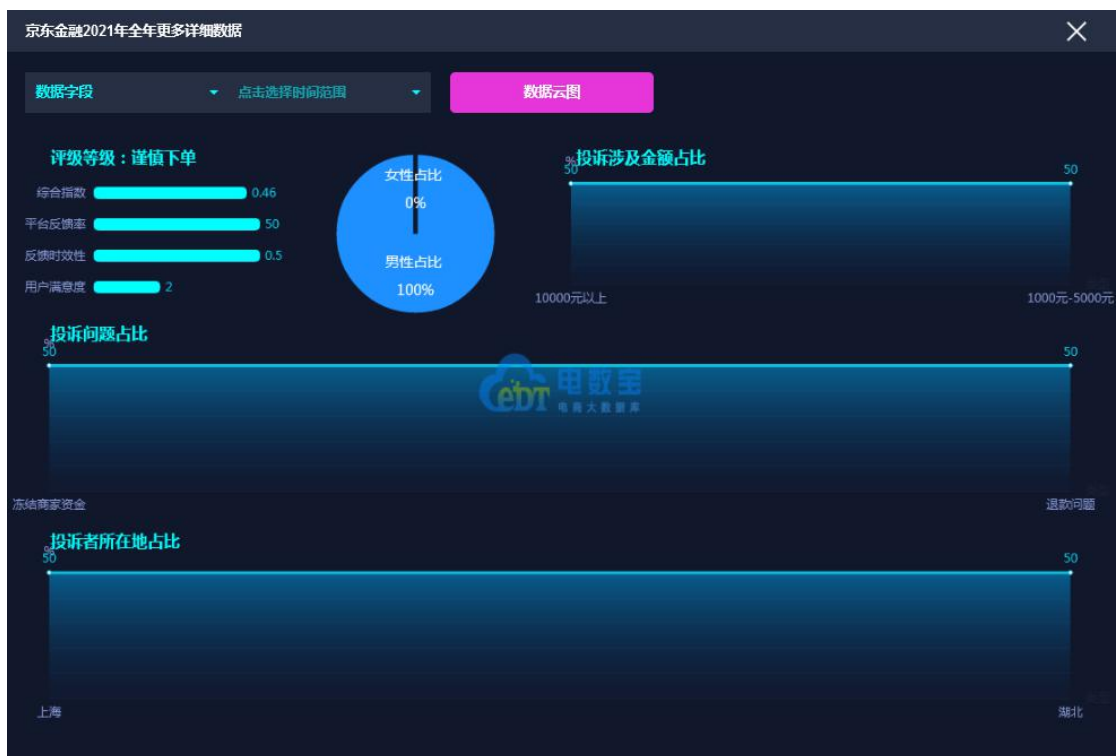 京东金融2021年全年更多详细数据
数据字段
点击选择时间范围
数据云图
评级等级：谨慎下单
综合指数 0.46
平台反馈率 50
反馈时效性 0.5
用户满意度 2
女性占比
0%
男性占比
100%
投诉涉及金额占比
%
50
50
10000元以上
1000元-5000元
投诉问题占比
%
50
50
冻结商家资金
退款问题
ebDT 电数宝
电商大数据库
投诉者所在地占比
%
50
50
上海
湖北